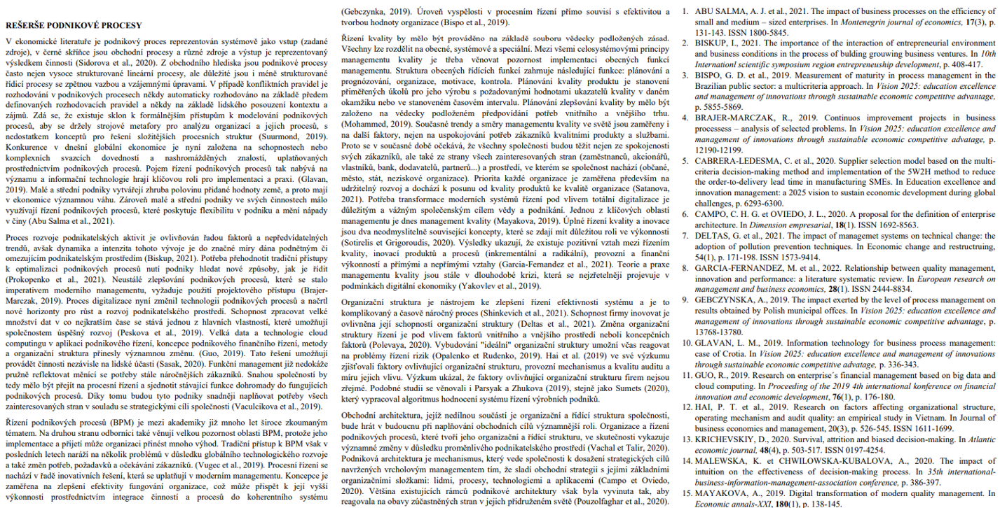 REŠERŠE PODNIKOVÉ PROCESY
V ekonomické literatuře je podnikový proces reprezentován systémově jako vstup (zadané
zdroje), v černé skříňce jsou obchodní procesy a různé zdroje a výstup je reprezentovaný
výsledkem činnosti (Sidorova et al., 2020). Z obchodního hlediska jsou podnikové procesy
často nejen vysoce strukturované lineární procesy, ale důležité jsou i méně strukturované
řídicí procesy se zpětnou vazbou a vzájemnými úpravami. V případě konfliktních pravidel je
rozhodování v podnikových procesech někdy automaticky rozhodováno na základě předem
definovaných rozhodovacích pravidel a někdy na základě lidského posouzení kontextu a
zájmů. Zdá se, že existuje sklon k formálnějším přístupům k modelování podnikových
procesů, aby se držely strojové metafory pro analýzu organizací a jejich procesů, s
nedostatkem konceptů pro řešení složitějších procesních struktur (Suurmond, 2019).
Konkurence v dnešní globální ekonomice je nyní založena na schopnostech nebo
komplexních svazcích dovedností a nashromážděných znalostí, uplatňovaných
prostřednictvím podnikových procesů. Pojem řízení podnikových procesů tak nabývá na
významu a informační technologie hrají klíčovou roli pro implementaci a praxi. (Glavan,
2019). Malé a střední podniky vytvářejí zhruba polovinu přidané hodnoty země, a proto mají
v ekonomice významnou váhu. Zároveň malé a střední podniky ve svých činnostech málo
využívají řízení podnikových procesů, které poskytuje flexibilitu v podniku a mění nápady
v činy (Abu Salma et al., 2021).
Proces rozvoje podnikatelských aktivit je ovlivňován řadou faktorů a nepředvídatelných
trendů, avšak dynamika a intenzita tohoto vývoje je do značné míry dána podnětným či
omezujícím podnikatelským prostředím (Biskup, 2021). Potřeba přehodnotit tradiční přístupy
k optimalizaci podnikových procesů nutí podniky hledat nové způsoby, jak je řídit
(Prokopenko et al., 2021). Neustálé zlepšování podnikových procesů, které se stalo
imperativem moderního managementu, vyžaduje použití projektového přístupu (Brajer-
Marczak, 2019). Proces digitalizace nyní změnil technologii podnikových procesů a načrtl
nové horizonty pro růst a rozvoj podnikatelského prostředí. Schopnost zpracovat velké
množství dat v co nejkratším čase se stává jednou z hlavních vlastností, které umožňují
společnostem úspěšný rozvoj (Peskova et al., 2019). Velká data a technologie cloud
computingu v aplikaci podnikového řízení, koncepce podnikového finančního řízení, metody
a organizační struktura přinesly významnou změnu. (Guo, 2019). Tato řešení umožňují
provádět činnosti nezávisle na lidské účasti (Sasak, 2020). Funkční management již nedokáže
pružně reflektovat měnící se potřeby stále náročnějších zákazníků. Snahou společností by
tedy mělo být přejít na procesní řízení a sjednotit stávající funkce dohromady do fungujících
podnikových procesů. Díky tomu budou tyto podniky snadněji naplňovat potřeby všech
zainteresovaných stran v souladu se strategickými cíli společnosti (Vaculcikova et al., 2019).
Řízení podnikových procesů (BPM) je mezi akademiky již mnoho let široce zkoumaným
tématem. Na druhou stranu odborníci také věnují velkou pozornost oblasti BPM, protože jeho
implementace a přijetí může organizaci přinést mnoho výhod. Tradiční přístup k BPM však v
posledních letech naráží na několik problémů v důsledku globálního technologického rozvoje
a také změn potřeb, požadavků a očekávání zákazníků. (Vugec et al., 2019). Procesní řízení se
nachází v řadě inovativních řešení, která se uplatňují v moderním managementu. Koncepce je
zaměřena na zlepšení efektivity fungování organizace, což může přispět k její vyšší
výkonnosti prostřednictvím integrace činností a procesů do koherentního systému
(Gebczynka, 2019). Úroveň vyspělosti v procesním řízení přímo souvisí s efektivitou a
tvorbou hodnoty organizace (Bispo et al., 2019).
Řízení kvality by mělo být prováděno na základě souboru vědecky podložených zásad.
Všechny lze rozdělit na obecné, systémové a speciální. Mezi všemi celosystémovými principy
managementu kvality je třeba věnovat pozornost implementaci obecných funkcí
managementu. Struktura obecných řídících funkcí zahrnuje následující funkce: plánování a
prognózování, organizace, motivace, kontrola. Plánování kvality produktu je stanovení
přiměřených úkolů pro jeho výrobu s požadovanými hodnotami ukazatelů kvality v daném
okamžiku nebo ve stanoveném časovém intervalu. Plánování zlepšování kvality by mělo být
založeno na vědecky podloženém předpovídání potřeb vnitřního a vnějšího trhu.
(Mohammed, 2019). Současné trendy a směry managementu kvality ve světě jsou zaměřeny i
na další faktory, nejen na uspokojování potřeb zákazníků kvalitními produkty a službami.
Proto se v současné době očekává, že všechny společnosti budou těžit nejen ze spokojenosti
svých zákazníků, ale také ze strany všech zainteresovaných stran (zaměstnanců, akcionářů,
vlastníků, bank, dodavatelů, partnerů...) a prostředí, ve kterém se společnost nachází (občané,
město, stát, neziskové organizace). Priorita každé organizace je zaměřena především na
udržitelný rozvoj a dochází k posunu od kvality produktů ke kvalitě organizace (Satanova,
2021). Potřeba transformace moderních systémů řízení pod vlivem totální digitalizace je
důležitým a vážným společenským cílem vědy a podnikání. Jednou z klíčových oblastí
managementu je dnes management kvality (Mayakova, 2019). Úplné řízení kvality a inovace
jsou dva neodmyslitelně související koncepty, které se zdají mít důležitou roli ve výkonnosti
(Sotirelis et Grigoroudis, 2020). Výsledky ukazují, že existuje pozitivní vztah mezi řízením
kvality, inovací produktů a procesů (inkrementální a radikální), provozní a finanční
výkonností a přímými a nepřímými vztahy (Garcia-Fernandez et al., 2021). Teorie a praxe
managementu kvality jsou stále v dlouhodobé krizi, která se nejzřetelněji projevuje v
podmínkách digitální ekonomiky (Yakovlev et al., 2019).
Organizační struktura je nástrojem ke zlepšení řízení efektivnosti systému a je to
komplikovaný a časově náročný proces (Shinkevich et al., 2021). Schopnost firmy inovovat je
ovlivněna její schopností organizační struktury (Deltas et al., 2021). Změna organizační
struktury řízení je pod vlivem faktorů vnitřního a vnějšího prostředí neboli koncepčních
faktorů (Polevaya, 2020). Vybudování "ideální" organizační struktury umožní včas reagovat
na problémy řízení rizik (Opalenko et Rudenko, 2019). Hai et al. (2019) ve své výzkumu
zjišťovali faktory ovlivňující organizační strukturu, provozní mechanismus a kvalitu auditu a
míru jejich vlivu. Výzkum ukázal, že faktory ovlivňující organizační strukturu firem nejsou
zřejmé. Podobné studii se věnovali i Parsyak a Zhukova (2019), stejně jako Sumets (2020),
který vypracoval algoritmus hodnocení systému řízení výrobních podniků.
Obchodní architektura, jejíž nedílnou součástí je organizační a řídící struktura společnosti,
bude hrát v budoucnu při naplňování obchodních cílů významnější roli. Organizace a řízení
podnikových procesů, které tvoří jeho organizační a řídící strukturu, ve skutečnosti vykazuje
významné změny v důsledku proměnlivého podnikatelského prostředí (Vachal et Talir, 2020).
Podniková architektura je mechanismus, který vede společnosti k dosažení strategických cílů
navržených vrcholovým managementem tím, že sladí obchodní strategii s jejími základními
organizačními složkami: lidmi, procesy, technologiemi a aplikacemi (Campo et Oviedo,
2020). Většina existujících rámců podnikové architektury však byla vyvinuta tak, aby
reagovala na obavy zúčastněných stran v jejich přidruženém světě (Pouzolfaghar et al., 2020).
1. ABU SALMA, A. J. et al., 2021. The impact of business processes on the efficiency of
small and medium – sized enterprises. In Montenegrin journal of economics, 17(3), p.
131-143. ISSN 1800-5845.
2. BISKUP, I., 2021. The importance of the interaction of entrepreneurial environment
and business conditions in the process of bulding grouwing business ventures. In 10th
Internationl scientific symposium region entrepreneurship development, p. 408-417.
3. BISPO, G. D. et al., 2019. Measurement of maturity in process management in the
Brazilian public sector: a multicriteria approach. In Vision 2025: education excellence
and management of innovations through sustainable economic competitive advantage,
p. 5855-5869.
4. BRAJER-MARCZAK, R., 2019. Continuos improvement projects in business
processess – analysis of selected problems. In Vision 2025: education excellence and
management of innovations through sustainable economic competitive advatage, p.
12190-12199.
5. CABRERA-LEDESMA, C. et al., 2020. Supplier selection model based on the multi-
criteria decision-making method and implementation of the 5W2H method to reduce
the order-to-delivery lead time in manufacturing SMEs. In Education excellence and
innovation management: a 2025 vision to sustain economic development during global
challenges, p. 6293-6300.
6. CAMPO, C. H. G. et OVIEDO, J. L., 2020. A proposal for the definition of enterprise
architecture. In Dimension empresarial, 18(1). ISSN 1692-8563.
7. DELTAS, G. et al., 2021. The impact of managemet systems on technical change: the
adoption of pollution prevention techniques. In Economic change and restructruing,
54(1), p. 171-198. ISSN 1573-9414.
8. GARCIA-FERNANDEZ, M. et al., 2022. Relationship between quality management,
innovation and performance: a literature systematic review. In European research on
management and business economics, 28(1). ISSN 2444-8834.
9. GEBCZYNSKA, A., 2019. The impact exerted by the level of process management on
results obtained by Polish municipal offces. In Vision 2025: education excellence and
management of innovations through sustainable economic competitive advantage, p.
13768-13780.
10. GLAVAN, L. M., 2019. Information technology for business process management:
case of Crotia. In Vision 2025: education excellence and management of innovations
through sustainable economic competitive advatage, p. 336-343.
11. GUO, R., 2019. Research on enterprise´s financial management based on big data and
cloud computing. In Proceeding of the 2019 4th international konference on financial
innovation and economic development, 76(1), p. 176-180.
12. HAI, P. T. et al., 2019. Research on factors affecting organizational structure,
operating mechanism and audit quality: an empirical study in Vietnam. In Journal of
business economics and management, 20(3), p. 526-545. ISSN 1611-1699.
13. KRICHEVSKIY, D., 2020. Survival, attrition and biased decision-making. In Atlantic
economic journal, 48(4), p. 503-517. ISSN 0197-4254.
14. MALEWSKA, K. et CHWILOWSKA-KUBALOVA, A., 2020. The impact of
intuition on the effectiveness of decision-making process. In 35th international-
business-information-management-association conference, p. 386-397.
15. MAYAKOVA, A., 2019. Digital transformation of modern quality management. In
Economic annals-XXI, 180(1), p. 138-145.